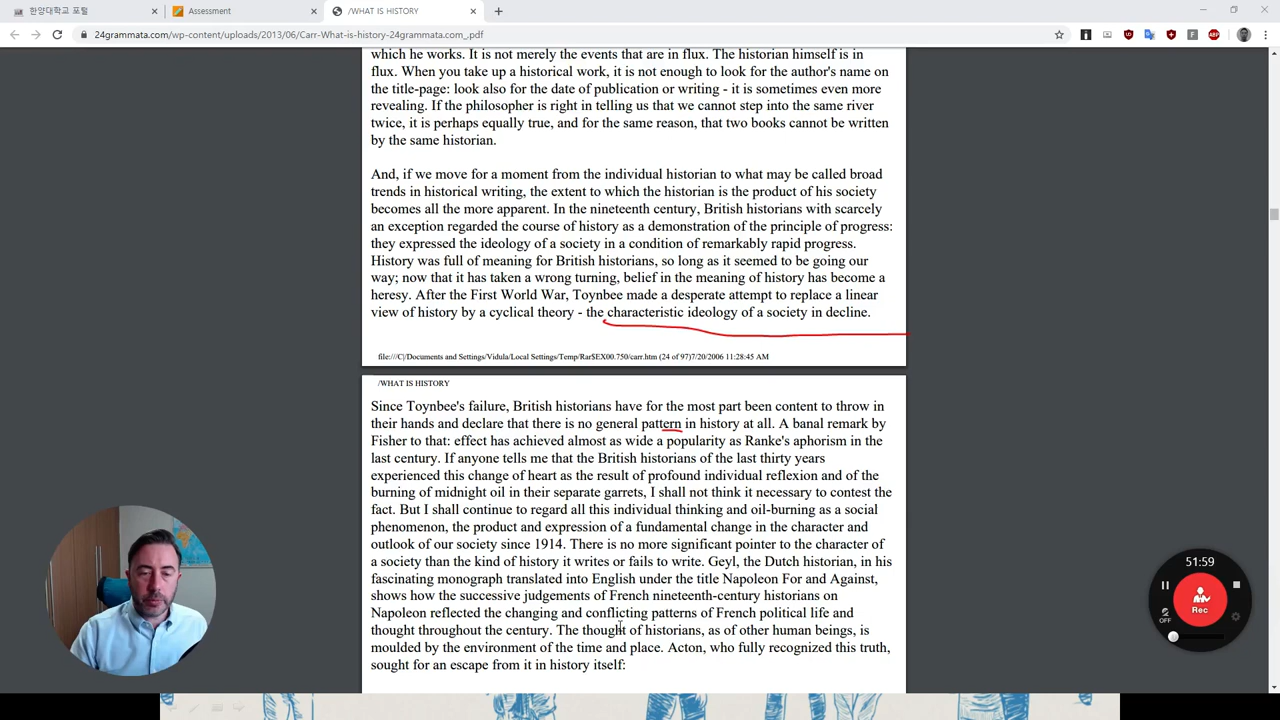 한양대학교 포털
Assessment
/WHAT IS HISTORY
24grammata.com/wp-content/uploads/2013/06/Carr-What-is-history-24grammata.com_.pdf
which he works. It is not merely the events that are in flux. The historian himself is in
flux. When you take up a historical work, it is not enough to look for the author's name on
the title-page: look also for the date of publication or writing - it is sometimes even more
revealing. If the philosopher is right in telling us that we cannot step into the same river
twice, it is perhaps equally true, and for the same reason, that two books cannot be written
by the same historian.
And, if we move for a moment from the individual historian to what may be called broad
trends in historical writing, the extent to which the historian is the product of his society
becomes all the more apparent. In the nineteenth century, British historians with scarcely
an exception regarded the course of history as a demonstration of the principle of progress:
they expressed the ideology of a society in a condition of remarkably rapid progress.
History was full of meaning for British historians, so long as it seemed to be going our
way; now that it has taken a wrong turning, belief in the meaning of history has become a
heresy. After the First World War, Toynbee made a desperate attempt to replace a linear
view of history by a cyclical theory - the characteristic ideology of a society in decline.
file:///C|/Documents and Settings/Vidula/Local Settings/Temp/Rar$EX00.750/carr.htm (24 of 97)7/20/2006 11:28:45 AM
/WHAT IS HISTORY
Since Toynbee's failure, British historians have for the most part been content to throw in
their hands and declare that there is no general pattern in history at all. A banal remark by
Fisher to that: effect has achieved almost as wide a popularity as Ranke's aphorism in the
last century. If anyone tells me that the British historians of the last thirty years
experienced this change of heart as the result of profound individual reflexion and of the
burning of midnight oil in their separate garrets, I shall not think it necessary to contest the
fact. But I shall continue to regard all this individual thinking and oil-burning as a social
phenomenon, the product and expression of a fundamental change in the character and
outlook of our society since 1914. There is no more significant pointer to the character of
a society than the kind of history it writes or fails to write. Geyl, the Dutch historian, in his
fascinating monograph translated into English under the title Napoleon For and Against,
shows how the successive judgements of French nineteenth-century historians on
Napoleon reflected the changing and conflicting patterns of French political life and
thought throughout the century. The thought of historians, as of other human beings, is
moulded by the environment of the time and place. Acton, who fully recognized this truth,
sought for an escape from it in history itself:
51:59
Rec
OFF